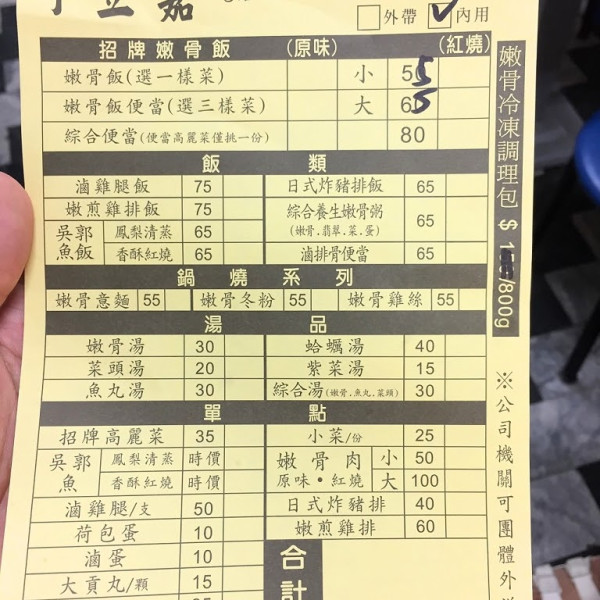 立茹
外帶 內用
招牌嫩骨飯 (原味) (紅燒)
嫩骨飯(選一樣菜) 小 55
嫩骨飯便當(選三樣菜) 大 65
綜合便當(便當高麗菜僅挑一份) 80
飯類
滷雞腿飯 75 日式炸豬排飯 65
嫩煎雞排飯 75 綜合養生嫩骨粥 65
(嫩骨.翡翠.菜.蛋)
吳郭魚飯 鳳梨清蒸 65
香酥紅燒 65 滷排骨便當 65
鍋燒系列
嫩骨意麵 55 嫩骨冬粉 55 嫩骨雞絲 55
湯品
嫩骨湯 30 蛤蠣湯 40
菜頭湯 20 紫菜湯 15
魚丸湯 30 綜合湯(嫩骨.魚丸.菜頭) 30
單點
招牌高麗菜 35 小菜/份 25
吳郭魚 鳳梨清蒸 時價 嫩骨肉 小 50
香酥紅燒 時價 原味・紅燒 大 100
滷雞腿/支 50 日式炸豬排 40
荷包蛋 10 嫩煎雞排 60
滷蛋 10
大貢丸/顆 15
合計
嫩骨冷凍調理包 $ /800g
※公司機關可團體外